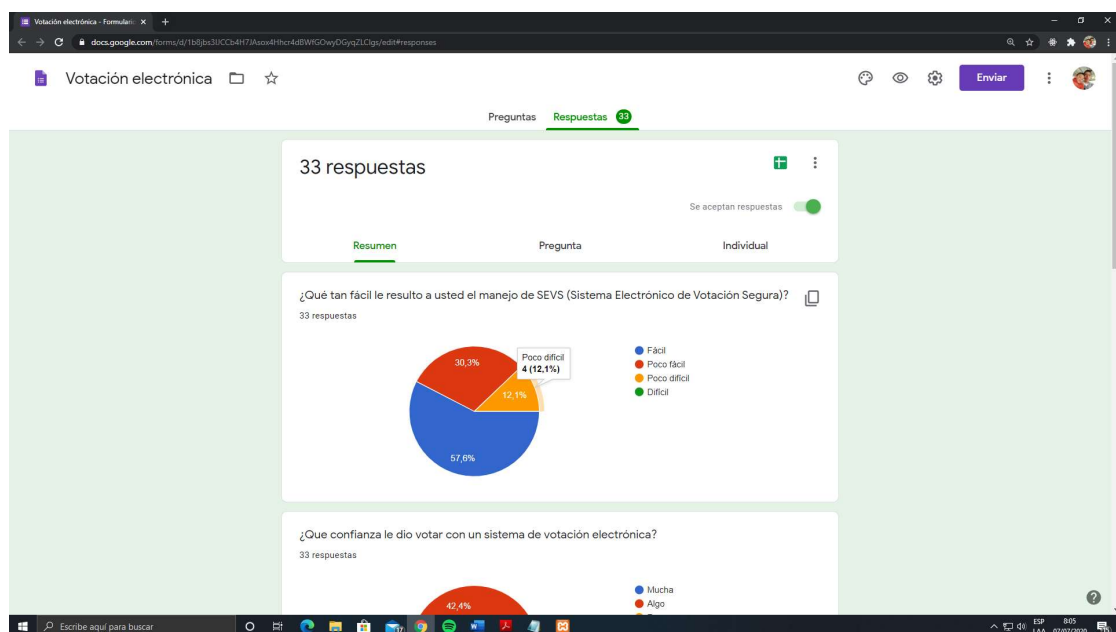 Votación electrónica - Formulari
docs.google.com/forms/d/1b8jbs3UCCb4H7JAsox4Hhcr4dBWfGOwyDGyqZLClgs/edit#responses
Votación electrónica
Enviar
Preguntas Respuestas 33
33 respuestas
Se aceptan respuestas
Resumen Pregunta Individual
¿Qué tan fácil le resulto a usted el manejo de SEVS (Sistema Electrónico de Votación Segura)?
33 respuestas
30,3%
Poco difícil
4 (12,1%)
12,1%
57,6%
Fácil
Poco fácil
Poco difícil
Difícil
¿Que confianza le dio votar con un sistema de votación electrónica?
33 respuestas
42,4%
Mucha
Algo
Escribe aquí para buscar
ESP
LAA
8:05
07/07/2020